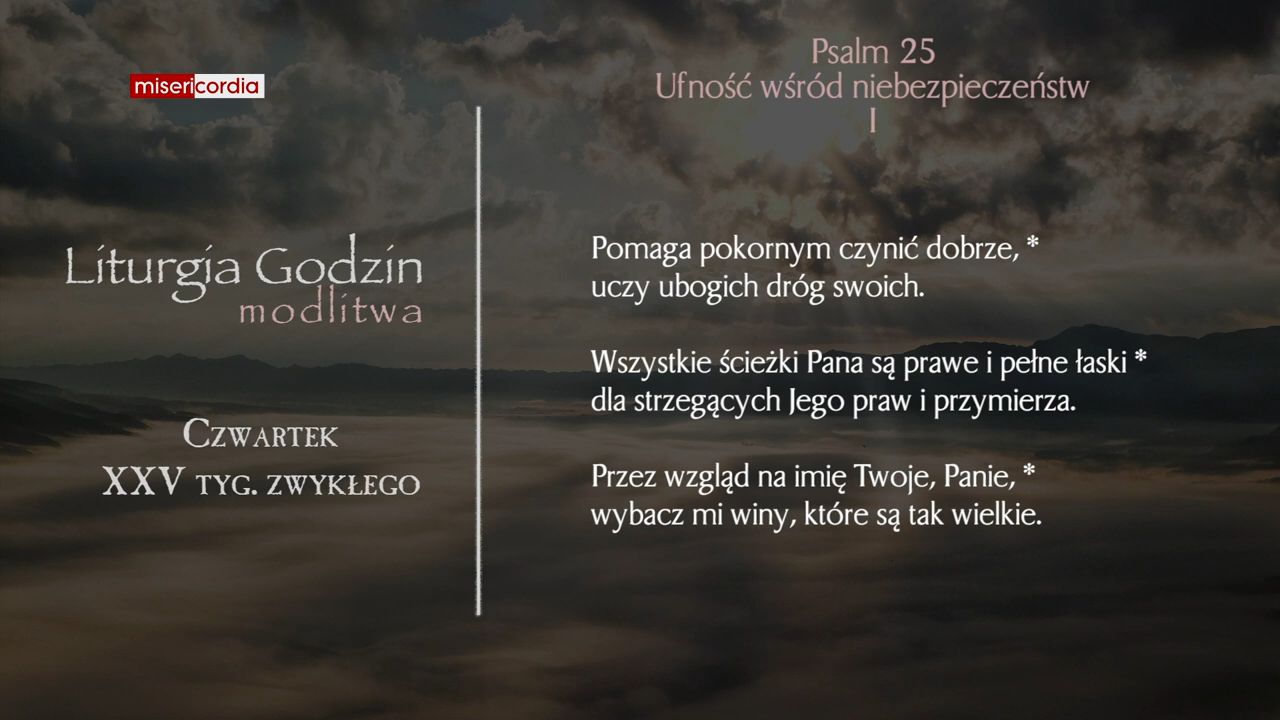 misericordia
Liturgia Godzin
modlitwa
Czwartek
XXV tyg. zwykłego
Psalm 25
Ufność wśród niebezpieczeństw
I
Pomaga pokornym czynić dobrze, *
uczy ubogich dróg swoich.
Wszystkie ścieżki Pana są prawe i pełne łaski *
dla strzegących Jego praw i przymierza.
Przez wzgląd na imię Twoje, Panie, *
wybacz mi winy, które są tak wielkie.